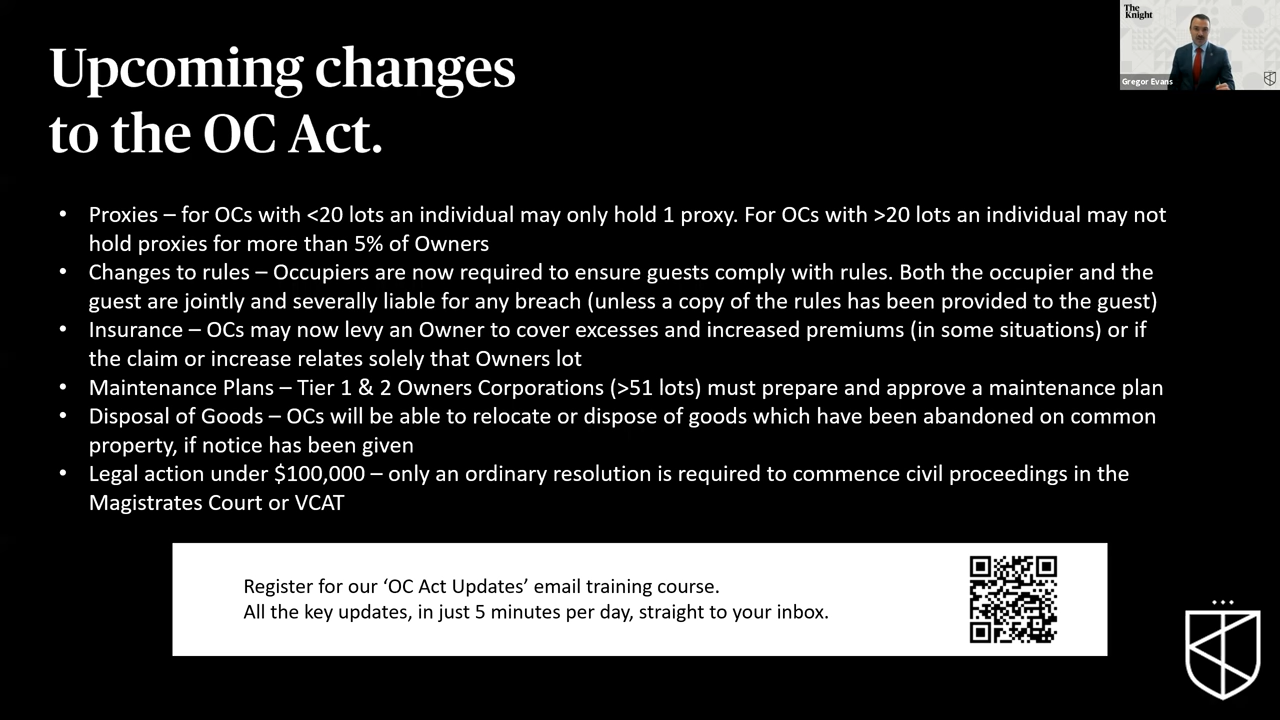 The
Knight
Gregor Evans
Upcoming changes
to the OC Act.
• Proxies – for OCs with <20 lots an individual may only hold 1 proxy. For OCs with >20 lots an individual may not
hold proxies for more than 5% of Owners
• Changes to rules – Occupiers are now required to ensure guests comply with rules. Both the occupier and the
guest are jointly and severally liable for any breach (unless a copy of the rules has been provided to the guest)
• Insurance – OCs may now levy an Owner to cover excesses and increased premiums (in some situations) or if
the claim or increase relates solely that Owners lot
• Maintenance Plans – Tier 1 & 2 Owners Corporations (>51 lots) must prepare and approve a maintenance plan
• Disposal of Goods – OCs will be able to relocate or dispose of goods which have been abandoned on common
property, if notice has been given
• Legal action under $100,000 – only an ordinary resolution is required to commence civil proceedings in the
Magistrates Court or VCAT
Register for our ‘OC Act Updates’ email training course.
All the key updates, in just 5 minutes per day, straight to your inbox.